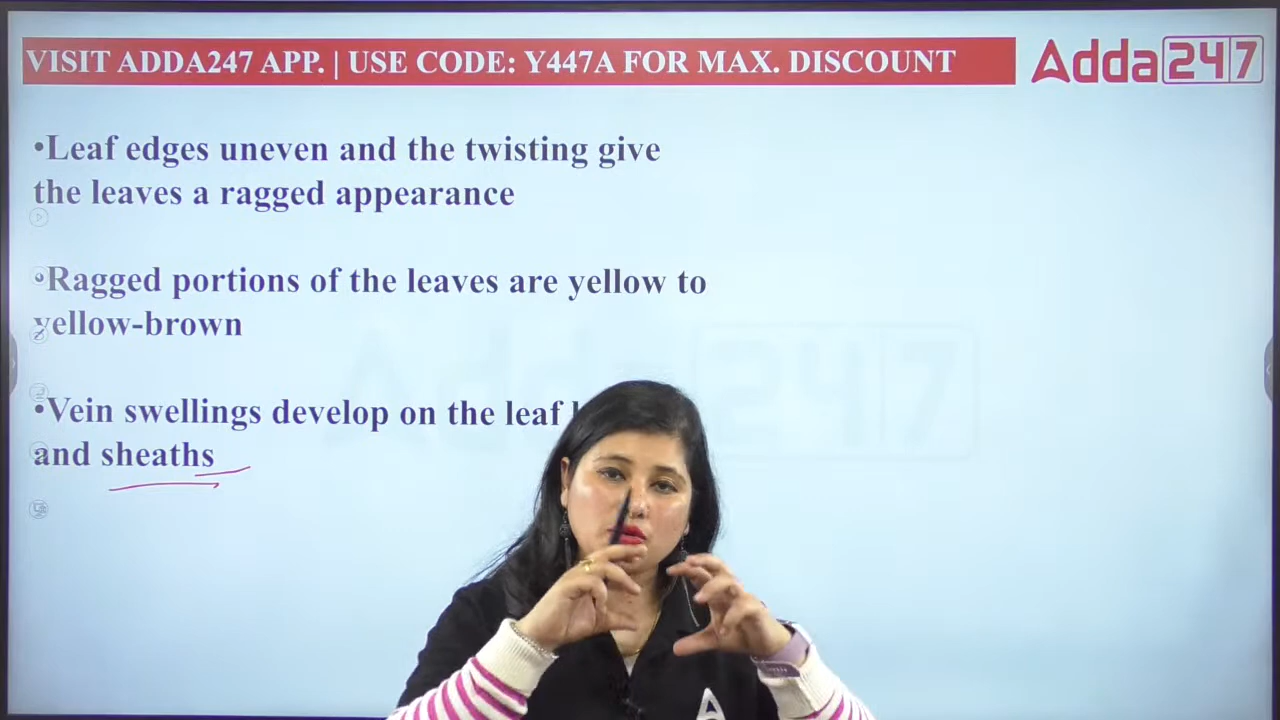 VISIT ADDA247 APP. | USE CODE: Y447A FOR MAX. DISCOUNT
Adda247
•Leaf edges uneven and the twisting give
the leaves a ragged appearance
•Ragged portions of the leaves are yellow to
yellow-brown
Adda247
•Vein swellings develop on the leaf
and sheaths
A